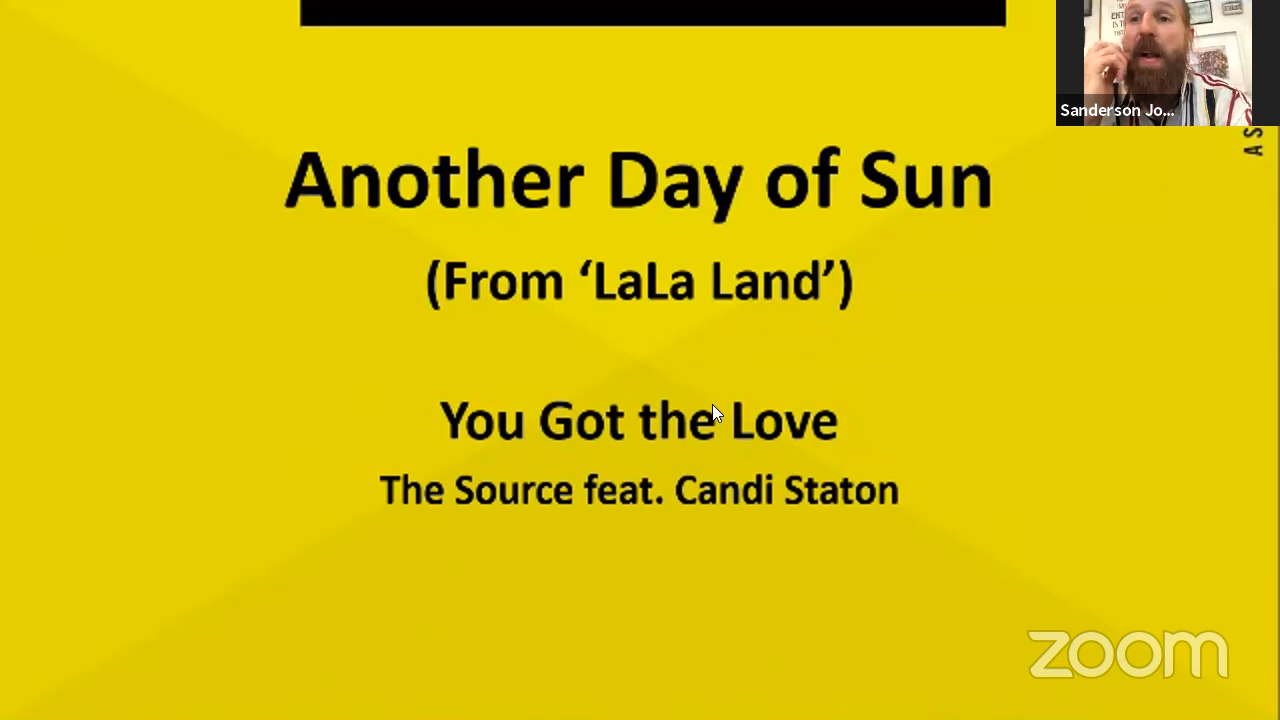 Another Day of Sun
(From ‘LaLa Land’)
You Got the Love
The Source feat. Candi Staton
Sanderson Jo...
AS
zoom